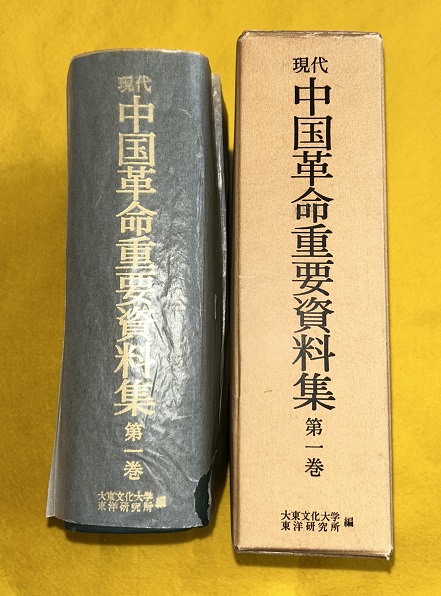 現代
中国革命重要資料集
第一巻
大東文化大学
東洋研究所
編
現代
中国革命重要資料集
第一巻
大東文化大学
東洋研究所
編